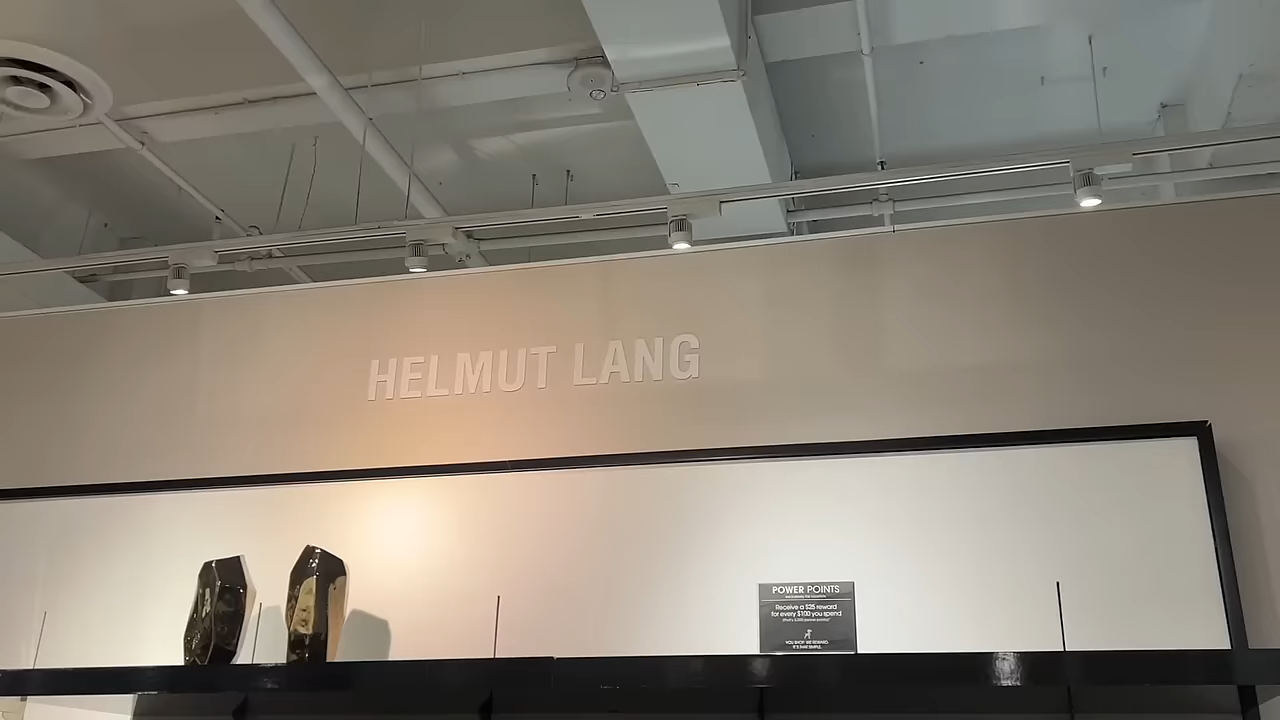 HELMUT LANG
POWER POINTS
Receive a $25 reward
for every $100 you spend
YOU SHOP. WE REWARD.
IT'S THAT SIMPLE.